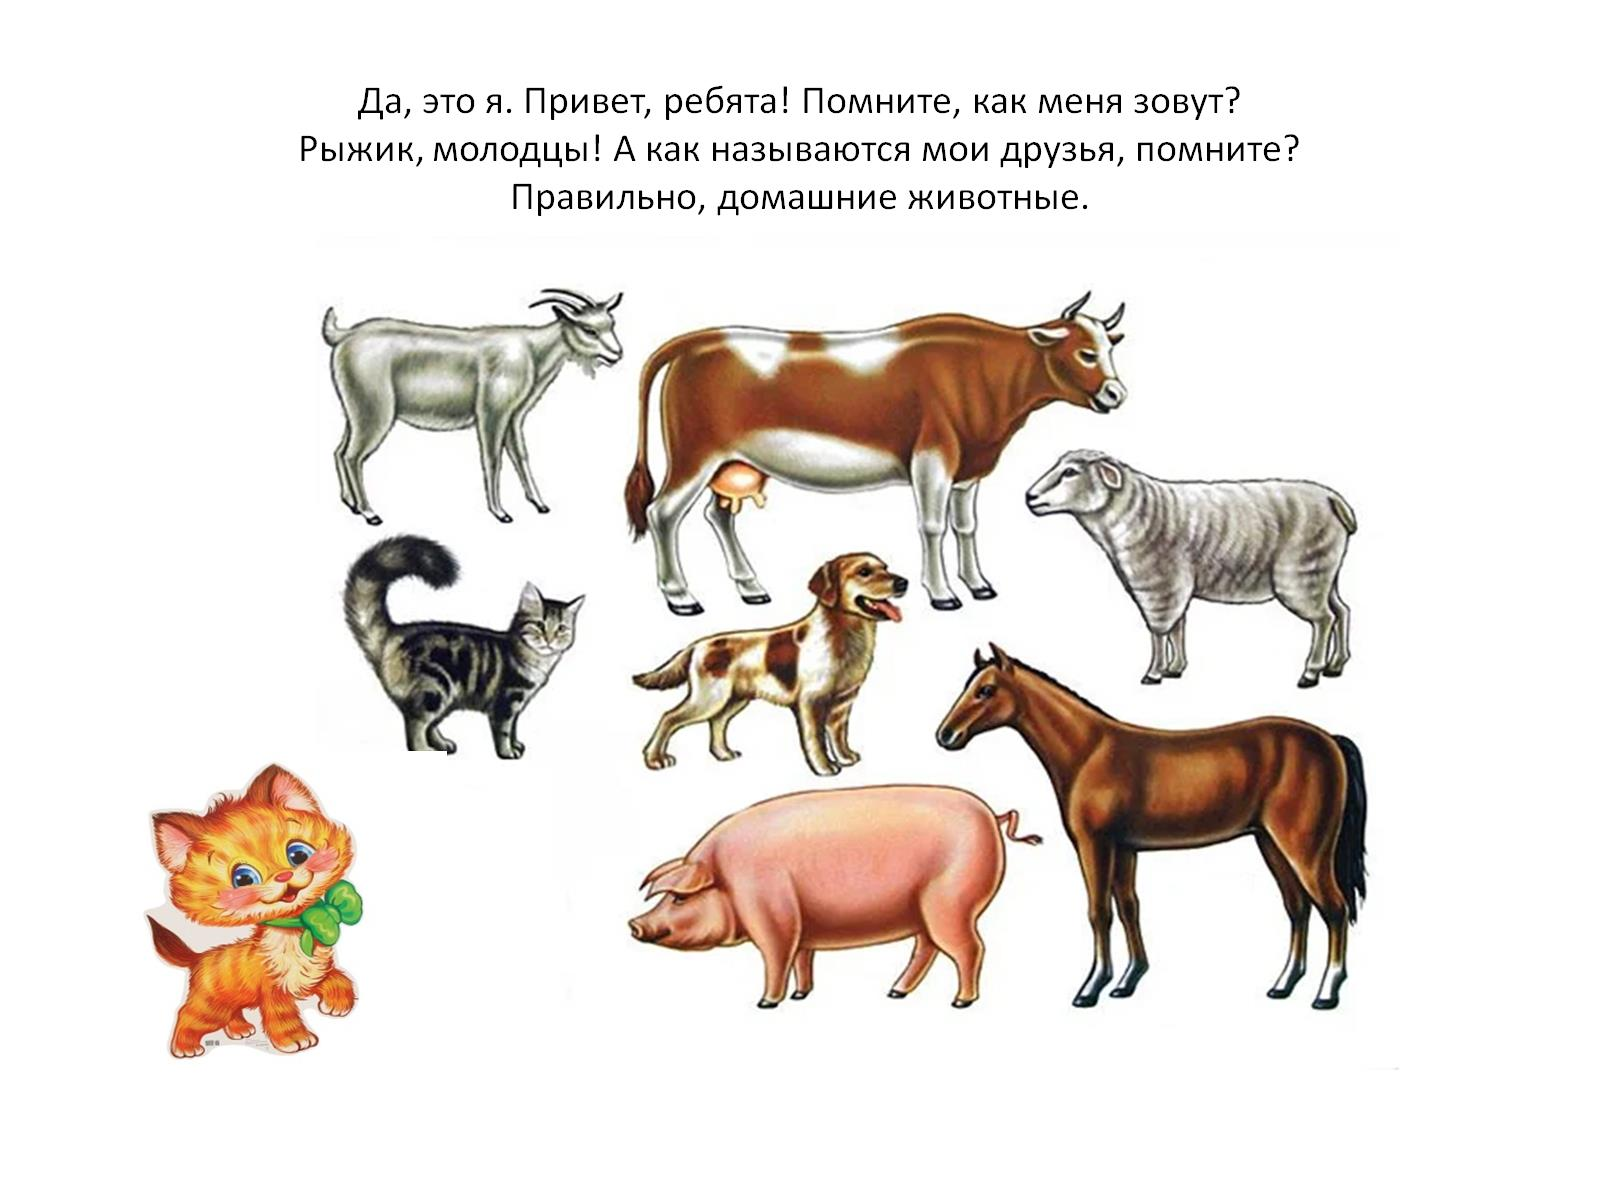 Да, это я. Привет, ребята! Помните, как меня зовут?
Рыжик, молодцы! А как называются мои друзья, помните?
Правильно, домашние животные.